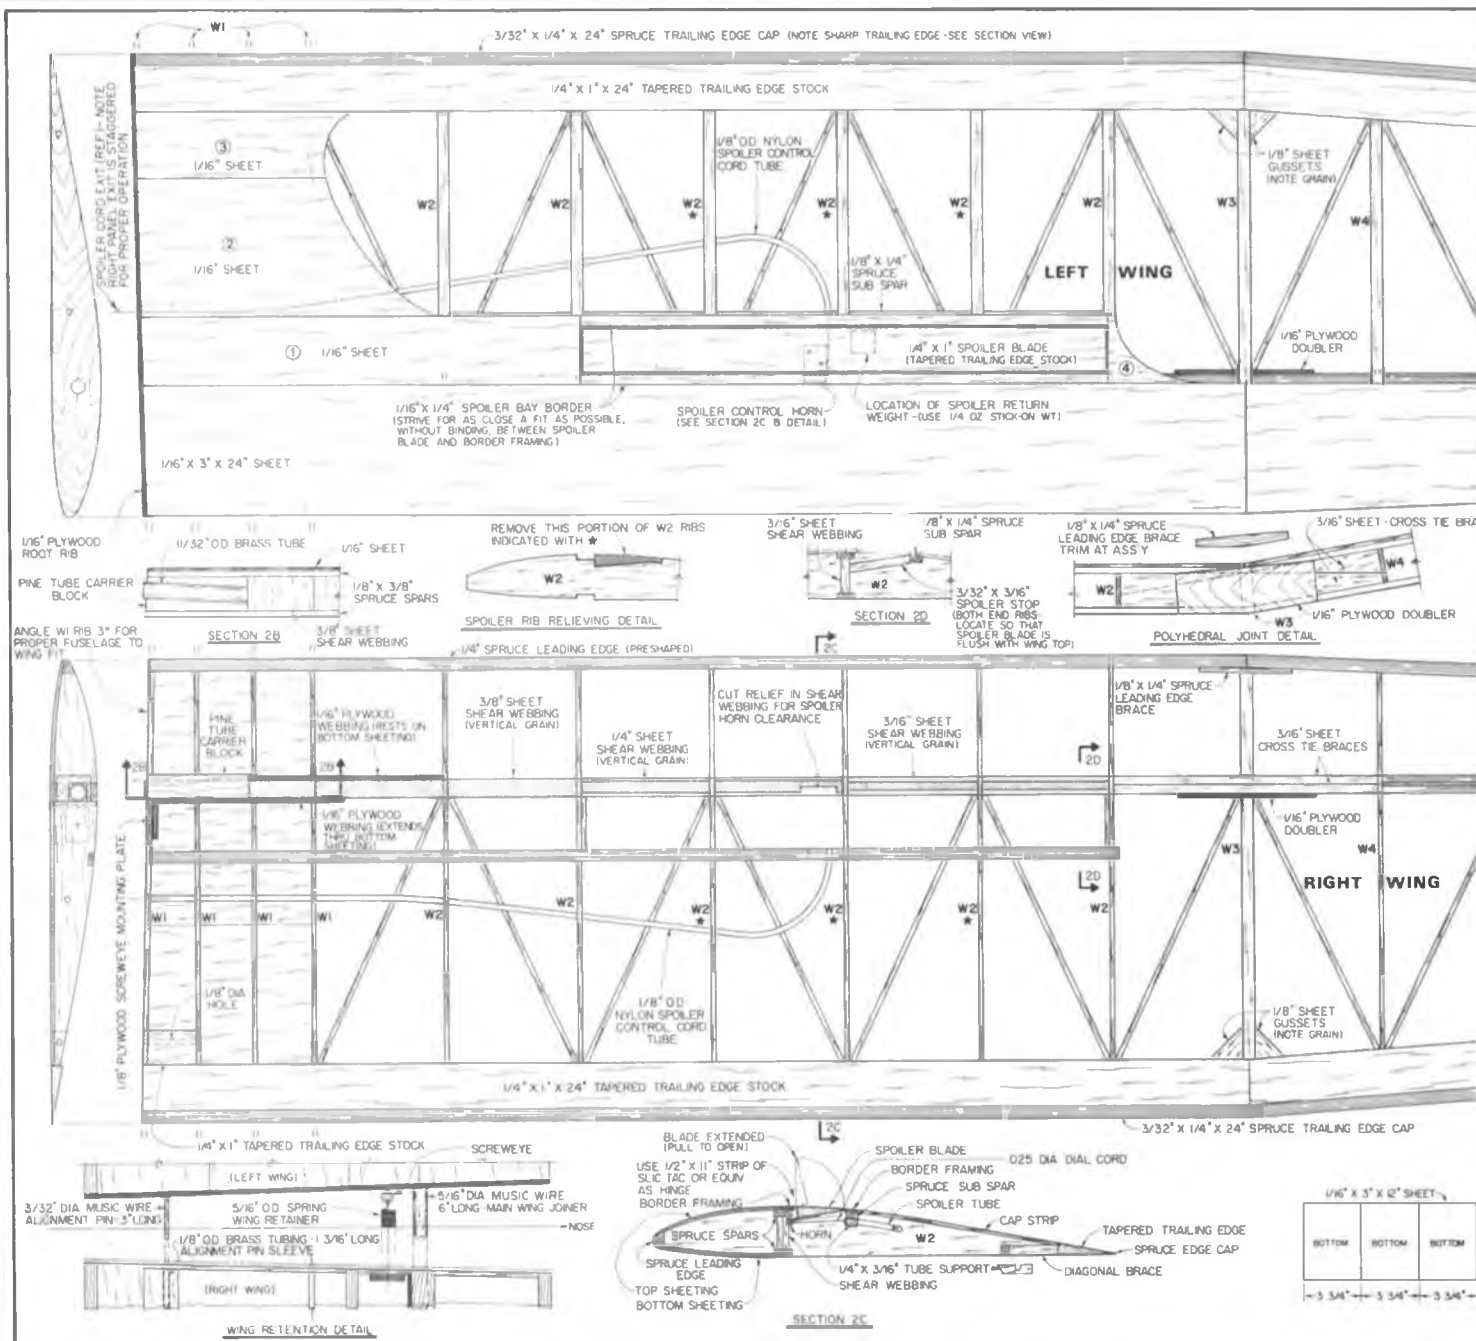 W1
3/32" X 1/4" X 24" SPRUCE TRAILING EDGE CAP (NOTE SHARP TRAILING EDGE-SEE SECTION VIEW)
1/4" X 1" X 24" TAPERED TRAILING EDGE STOCK
SPOILER CORD EXIT (REF)-NOTE
RIGHT PANEL EXIT IS STAGGERED
FOR PROPER OPERATION
3
1/16" SHEET
2
1/16" SHEET
1/8" OD NYLON
SPOILER CONTROL
CORD TUBE
1/8" SHEET
GUSSETS
(NOTE GRAIN)
W2
W2
W2
★
W2
★
W2
★
W2
W3
W4
1/8" X 1/4"
SPRUCE
SUB SPAR
LEFT WING
1 1/16" SHEET
1/4" X 1" SPOILER BLADE
(TAPERED TRAILING EDGE STOCK)
4
1/16" PLYWOOD
DOUBLER
1/16" X 1/4" SPOILER BAY BORDER
(STRIVE FOR AS CLOSE A FIT AS POSSIBLE,
WITHOUT BINDING, BETWEEN SPOILER
BLADE AND BORDER FRAMING)
SPOILER CONTROL HORN
(SEE SECTION 2C & DETAIL)
LOCATION OF SPOILER RETURN
WEIGHT-(USE 1/4 OZ STICK-ON WT)
1/16" X 3" X 24" SHEET
1/16" PLYWOOD
ROOT RIB
11/32" OD BRASS TUBE
1/16" SHEET
PINE TUBE CARRIER
BLOCK
1/8" X 3/8"
SPRUCE SPARS
SECTION 2B
3/8" SHEET
SHEAR WEBBING
REMOVE THIS PORTION OF W2 RIBS
INDICATED WITH ★
W2
SPOILER RIB RELIEVING DETAIL
3/16" SHEET
SHEAR WEBBING
1/8" X 1/4" SPRUCE
SUB SPAR
W2
SECTION 2D
3/32" X 3/16"
SPOILER STOP
(BOTH END RIBS
LOCATE SO THAT
SPOILER BLADE IS
FLUSH WITH WING TOP)
1/8" X 1/4" SPRUCE
LEADING EDGE BRACE
TRIM AT ASS'Y
3/16" SHEET-CROSS TIE
W2
W4
W3
1/16" PLYWOOD DOUBLER
POLYHEDRAL JOINT DETAIL
ANGLE W1 RIB 3° FOR
PROPER FUSELAGE TO
WING FIT
1/4" SPRUCE LEADING EDGE (PRESHAPED)
2C
PINE
TUBE
CARRIER
BLOCK
1/16" PLYWOOD
WEBBING (RESTS ON
BOTTOM SHEETING)
3/8" SHEET
SHEAR WEBBING
(VERTICAL GRAIN)
1/4" SHEET
SHEAR WEBBING
(VERTICAL GRAIN)
CUT RELIEF IN SHEAR
WEBBING FOR SPOILER
HORN CLEARANCE
3/16" SHEET
SHEAR WEBBING
(VERTICAL GRAIN)
1/8" X 1/4" SPRUCE
LEADING EDGE
BRACE
3/16" SHEET
CROSS TIE BRACES
2B
2B
2D
1/16" PLYWOOD
WEBBING (EXTENDS
THRU BOTTOM
SHEETING)
1/16" PLYWOOD
DOUBLER
1/8" PLYWOOD SCREWEYE MOUNTING PLATE
2D
W1
W1
W1
W1
W2
W2
W2
★
W2
★
W2
★
W2
W3
W4
RIGHT WING
1/8" DIA
HOLE
1/8" OD
NYLON SPOILER
CONTROL CORD
TUBE
1/8" SHEET
GUSSETS
(NOTE GRAIN)
1/4" X 1" X 24" TAPERED TRAILING EDGE STOCK
1/4" X 1" TAPERED TRAILING EDGE STOCK
2C
3/32" X 1/4" X 24" SPRUCE TRAILING EDGE CAP
(LEFT WING)
SCREWEYE
3/32" DIA MUSIC WIRE
ALIGNMENT PIN-3" LONG
5/16" OD SPRING
WING RETAINER
5/16" DIA MUSIC WIRE
6" LONG-MAIN WING JOINER
NOSE
1/8" OD BRASS TUBING-1 3/16" LONG
ALIGNMENT PIN SLEEVE
(RIGHT WING)
WING RETENTION DETAIL
BLADE EXTENDED
(PULL TO OPEN)
USE 1/2" X 11" STRIP OF
SLIC TAC OR EQUIV
AS HINGE
BORDER FRAMING
SPOILER BLADE
.025 DIA DIAL CORD
BORDER FRAMING
SPRUCE SUB SPAR
SPOILER TUBE
CAP STRIP
TAPERED TRAILING EDGE
SPRUCE EDGE CAP
DIAGONAL BRACE
SPRUCE SPARS
HORN
W2
SPRUCE LEADING
EDGE
1/4" X 3/16" TUBE SUPPORT
SHEAR WEBBING
TOP SHEETING
BOTTOM SHEETING
SECTION 2C
1/16" X 3" X 12" SHEET
BOTTOM
BOTTOM
BOTTOM
3 3/4"
3 3/4"
3 3/4"